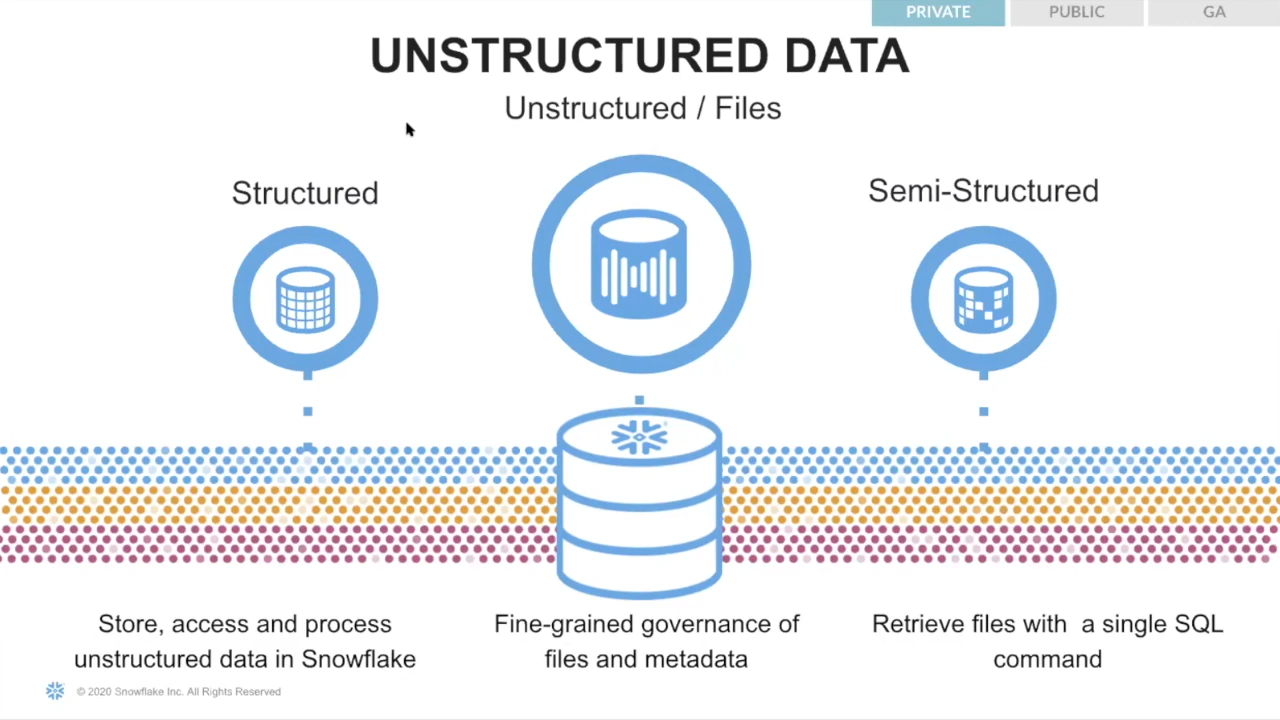 PRIVATE PUBLIC GA
UNSTRUCTURED DATA
Unstructured / Files
Structured
Semi-Structured
Store, access and process
unstructured data in Snowflake
Fine-grained governance of
files and metadata
Retrieve files with  a single SQL
command
© 2020 Snowflake Inc. All Rights Reserved